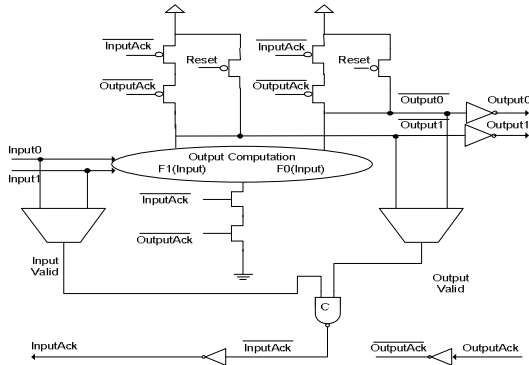 InputAck InputAck
Reset Reset
OutputAck OutputAck
Output0 Output0
Output1 Output1
Input0
Output Computation
Input1
F1(Input) F0(Input)
InputAck
OutputAck
Input
Valid
Output
Valid
C
InputAck InputAck OutputAck OutputAck